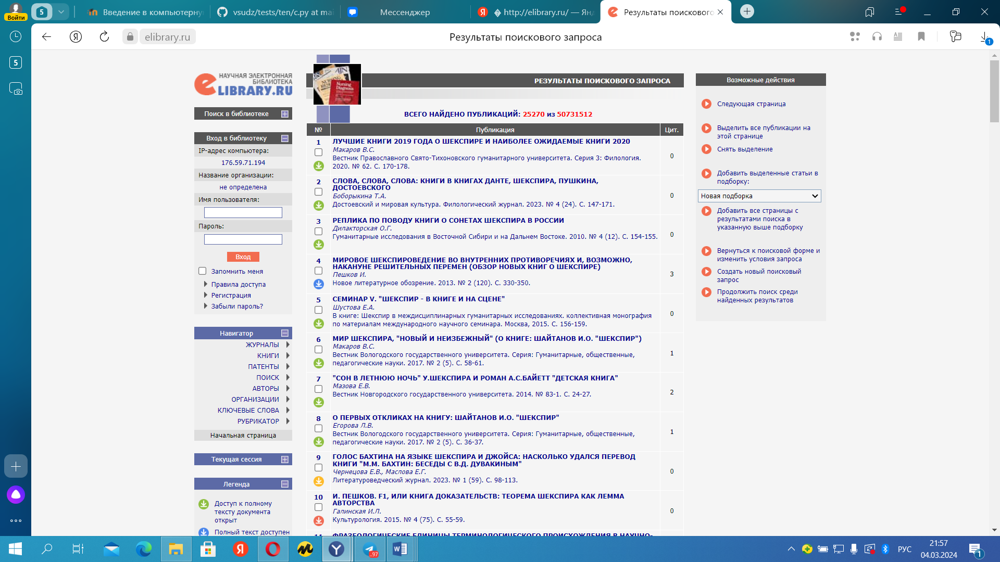 Войти
5
Введение в компьютерну
vsudz/tests/ten/c.py at mai
Мессенджер
http://elibrary.ru/ — Янд
Результаты поискового
elibrary.ru
Результаты поискового запроса
1
5
НАУЧНАЯ ЭЛЕКТРОННАЯ
БИБЛИОТЕКА
eLIBRARY.RU
Поиск в библиотеке
Вход в библиотеку
IP-адрес компьютера:
176.59.71.194
Название организации:
не определена
Имя пользователя:
Пароль:
Вход
Запомнить меня
Правила доступа
Регистрация
Забыли пароль?
Навигатор
ЖУРНАЛЫ
КНИГИ
ПАТЕНТЫ
ПОИСК
АВТОРЫ
ОРГАНИЗАЦИИ
КЛЮЧЕВЫЕ СЛОВА
РУБРИКАТОР
Начальная страница
Текущая сессия
Легенда
Доступ к полному
тексту документа
открыт
Полный текст доступен
РЕЗУЛЬТАТЫ ПОИСКОВОГО ЗАПРОСА
ВСЕГО НАЙДЕНО ПУБЛИКАЦИЙ: 25270 из 50731512
№ Публикация Цит.
1 ЛУЧШИЕ КНИГИ 2019 ГОДА О ШЕКСПИРЕ И НАИБОЛЕЕ ОЖИДАЕМЫЕ КНИГИ 2020
Макаров В.С.
Вестник Православного Свято-Тихоновского гуманитарного университета. Серия 3: Филология. 0
2020. № 62. С. 170-178.
2 СЛОВА, СЛОВА, СЛОВА: КНИГИ В КНИГАХ ДАНТЕ, ШЕКСПИРА, ПУШКИНА,
ДОСТОЕВСКОГО
Боборыкина Т.А. 0
Достоевский и мировая культура. Филологический журнал. 2023. № 4 (24). С. 147-171.
3 РЕПЛИКА ПО ПОВОДУ КНИГИ О СОНЕТАХ ШЕКСПИРА В РОССИИ
Дилакторская О.Г.
Гуманитарные исследования в Восточной Сибири и на Дальнем Востоке. 2010. № 4 (12). С. 154-155. 0
4 МИРОВОЕ ШЕКСПИРОВЕДЕНИЕ ВО ВНУТРЕННИХ ПРОТИВОРЕЧИЯХ И, ВОЗМОЖНО,
НАКАНУНЕ РЕШИТЕЛЬНЫХ ПЕРЕМЕН (ОБЗОР НОВЫХ КНИГ О ШЕКСПИРЕ)
Пешков И. 3
Новое литературное обозрение. 2013. № 2 (120). С. 330-350.
5 СЕМИНАР V. "ШЕКСПИР - В КНИГЕ И НА СЦЕНЕ"
Шустова Е.А.
В книге: Шекспир в междисциплинарных гуманитарных исследованиях. коллективная монография 0
по материалам международного научного семинара. Москва, 2015. С. 156-159.
6 МИР ШЕКСПИРА, "НОВЫЙ И НЕИЗБЕЖНЫЙ" (О КНИГЕ: ШАЙТАНОВ И.О. "ШЕКСПИР")
Макаров В.С.
Вестник Вологодского государственного университета. Серия: Гуманитарные, общественные, 1
педагогические науки. 2017. № 2 (5). С. 58-61.
7 "СОН В ЛЕТНЮЮ НОЧЬ" У.ШЕКСПИРА И РОМАН А.С.БАЙЕТТ "ДЕТСКАЯ КНИГА"
Мазова Е.В.
Вестник Новгородского государственного университета. 2014. № 83-1. С. 24-27. 2
8 О ПЕРВЫХ ОТКЛИКАХ НА КНИГУ: ШАЙТАНОВ И.О. "ШЕКСПИР"
Егорова Л.В.
Вестник Вологодского государственного университета. Серия: Гуманитарные, общественные, 1
педагогические науки. 2017. № 2 (5). С. 36-37.
9 ГОЛОС БАХТИНА НА ЯЗЫКЕ ШЕКСПИРА И ДЖОЙСА: НАСКОЛЬКО УДАЛСЯ ПЕРЕВОД
КНИГИ "М.М. БАХТИН: БЕСЕДЫ С В.Д. ДУВАКИНЫМ"
Чернецова Е.В., Маслова Е.Г. 0
Литературоведческий журнал. 2023. № 1 (59). С. 98-113.
10 И. ПЕШКОВ. F1, ИЛИ КНИГА ДОКАЗАТЕЛЬСТВ: ТЕОРЕМА ШЕКСПИРА КАК ЛЕММА
АВТОРСТВА
Галинская И.Л. 0
Культурология. 2015. № 4 (75). С. 55-59.
11 ФРАЗЕОЛОГИЧЕСКИЕ ЕДИНИЦЫ ТЕРМИНОЛОГИЧЕСКОГО ПРОИСХОЖДЕНИЯ В НАУЧНО-
Возможные действия
Следующая страница
Выделить все публикации на
этой странице
Снять выделение
Добавить выделенные статьи в
подборку:
Новая подборка
Добавить все страницы с
результатами поиска в
указанную выше подборку
Вернуться к поисковой форме и
изменить условия запроса
Создать новый поисковый
запрос
Продолжить поиск среди
найденных результатов
..97
РУС
21:57
04.03.2024
1